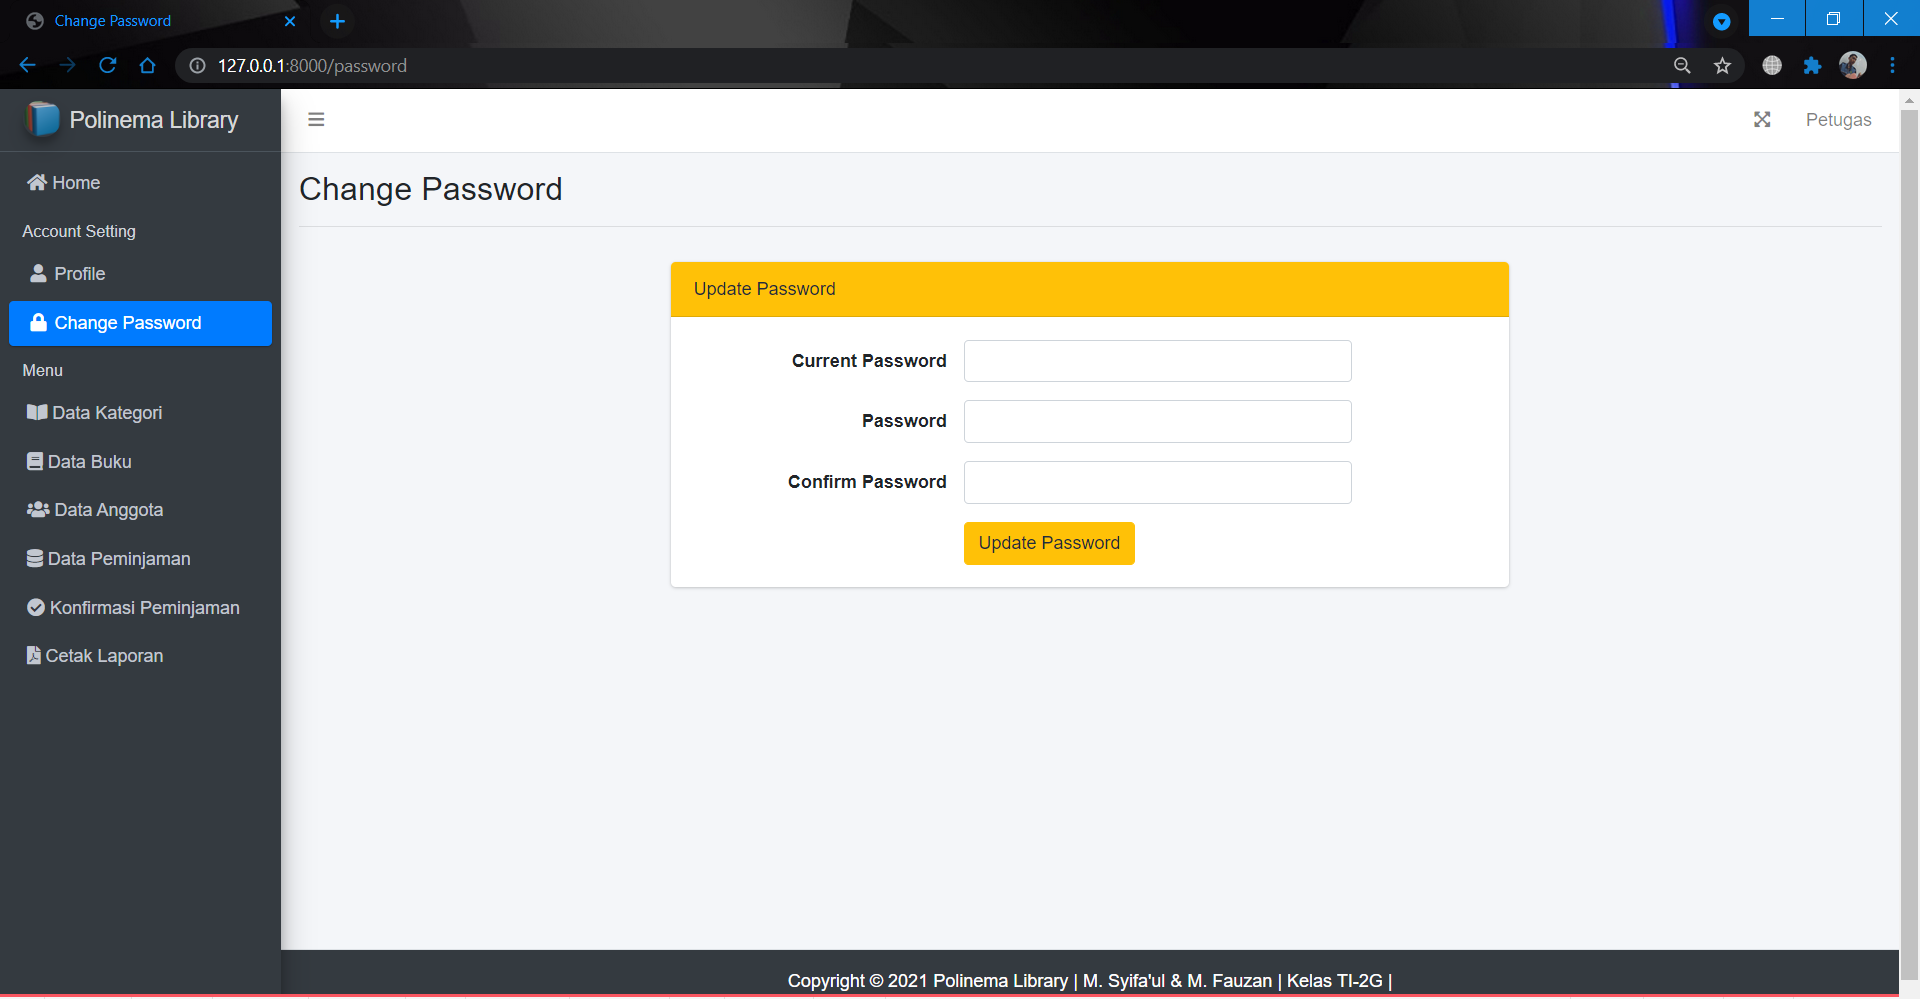 Change Password
127.0.0.1:8000/password
Polinema Library
Petugas
Home
Account Setting
Profile
Change Password
Menu
Data Kategori
Data Buku
Data Anggota
Data Peminjaman
Konfirmasi Peminjaman
Cetak Laporan
Change Password
Update Password
Current Password
Password
Confirm Password
Update Password
Copyright © 2021 Polinema Library | M. Syifa'ul & M. Fauzan | Kelas TI-2G |